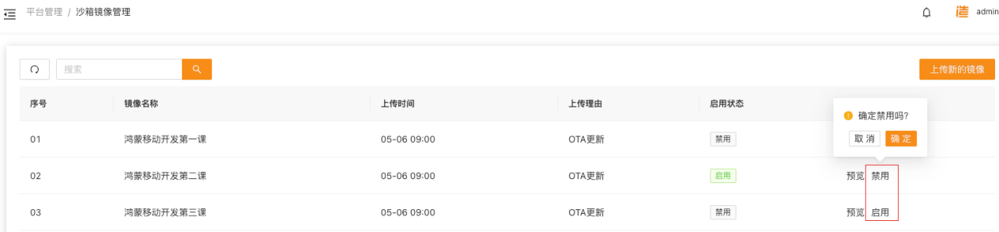 平台管理 / 沙箱镜像管理
造 admin
搜索
上传新的镜像
序号 镜像名称 上传时间 上传理由 启用状态
确定禁用吗?
取消 确定
01 鸿蒙移动开发第一课 05-06 09:00 OTA更新 禁用
02 鸿蒙移动开发第二课 05-06 09:00 OTA更新 启用 预览 禁用
03 鸿蒙移动开发第三课 05-06 09:00 OTA更新 禁用 预览 启用